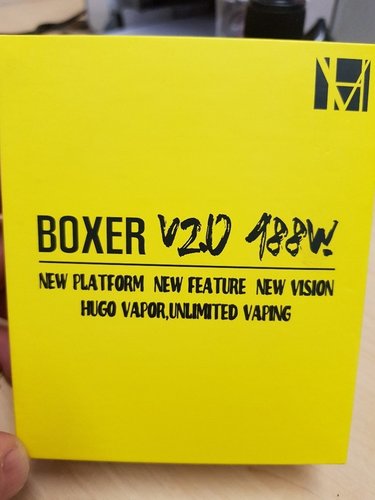 BOXER V2.0 188W.
NEW PLATFORM NEW FEATURE NEW VISION
HUGO VAPOR,UNLIMITED VAPING